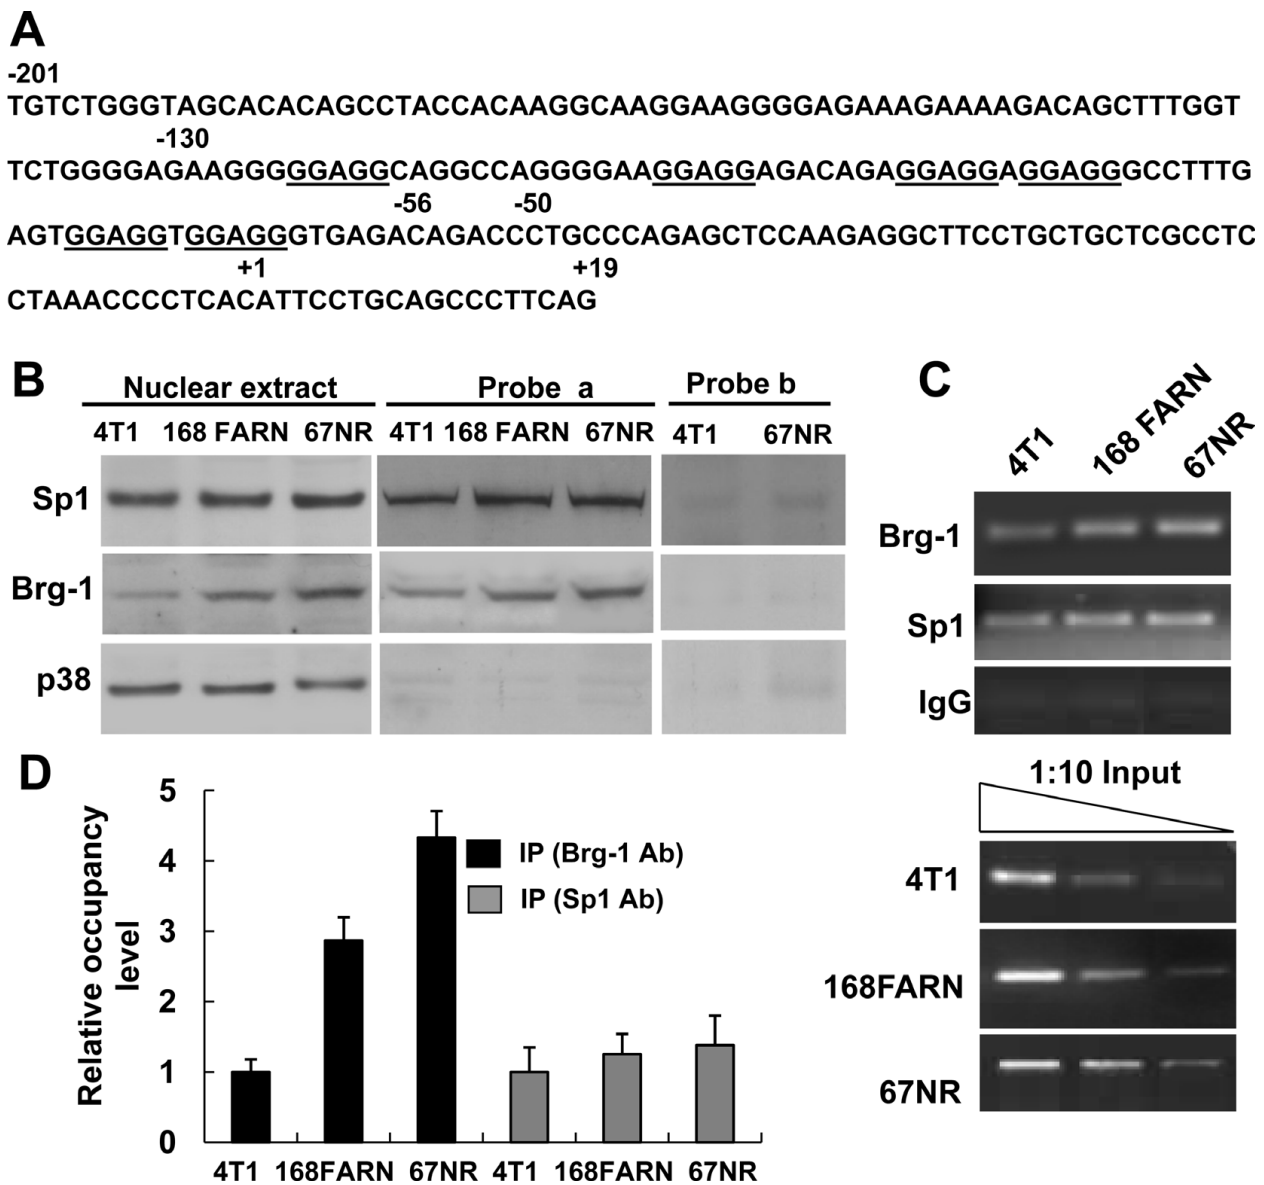 A
-201
TGTCTGGGTAGCACACAGCCTACCACAAGGCAAGGAAGGGGAGAAAGAAAAGACAGCTTTGGT
-130
TCTGGGGAGAAGGGGGGAGGCAGGCCAGGGGAAGGAGGAGACAGAGGAGGAGGAGGGCCTTTG
-56 -50
AGTGGAGGTGGAGGGTGAGACAGACCCTGCCCAGAGCTCCAAGAGGCTTCCTGCTGCTCGCCTC
+1 +19
CTAAACCCCTCACATTCCTGCAGCCCTTCAG
B
Nuclear extract Probe a Probe b
4T1 168 FARN 67NR 4T1 168 FARN 67NR 4T1 67NR
Sp1
Brg-1
p38
C
4T1 168 FARN 67NR
Brg-1
Sp1
IgG
1:10 Input
4T1
168FARN
67NR
D
Relative occupancy
level
5
4
3
2
1
0
IP (Brg-1 Ab)
IP (Sp1 Ab)
4T1 168FARN 67NR 4T1 168FARN 67NR